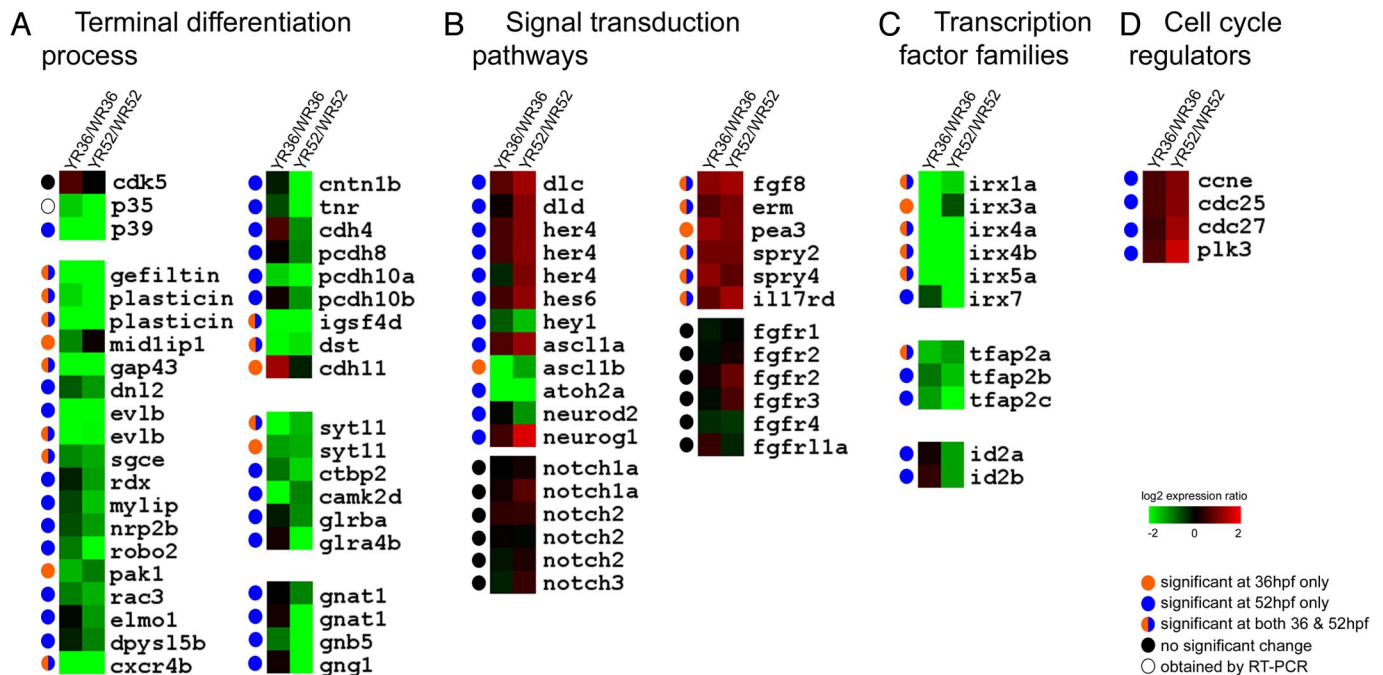 A Terminal differentiation process
YR36/WR36
YR52/WR52
cdk5
p35
p39
gefiltin
plasticin
plasticin
mid1ip1
gap43
dnl2
evlb
evlb
sgce
rdx
mylip
nrp2b
robo2
pak1
rac3
elmo1
dpysl5b
cxcr4b
YR36/WR36
YR52/WR52
cntn1b
tnr
cdh4
pcdh8
pcdh10a
pcdh10b
igsf4d
dst
cdh11
syt11
syt11
ctbp2
camk2d
glrba
glra4b
gnat1
gnat1
gnb5
gng1
B Signal transduction
pathways
YR36/WR36
YR52/WR52
dlc
dld
her4
her4
her4
hes6
hey1
ascl1a
ascl1b
atoh2a
neurod2
neurog1
notch1a
notch1a
notch2
notch2
notch2
notch3
YR36/WR36
YR52/WR52
fgf8
erm
pea3
spry2
spry4
il17rd
fgfr1
fgfr2
fgfr2
fgfr3
fgfr4
fgfrl1a
C Transcription
factor families
YR36/WR36
YR52/WR52
irx1a
irx3a
irx4a
irx4b
irx5a
irx7
tfap2a
tfap2b
tfap2c
id2a
id2b
D Cell cycle
regulators
YR36/WR36
YR52/WR52
ccne
cdc25
cdc27
plk3
log2 expression ratio
-2 0 2
significant at 36hpf only
significant at 52hpf only
significant at both 36 & 52hpf
no significant change
obtained by RT-PCR